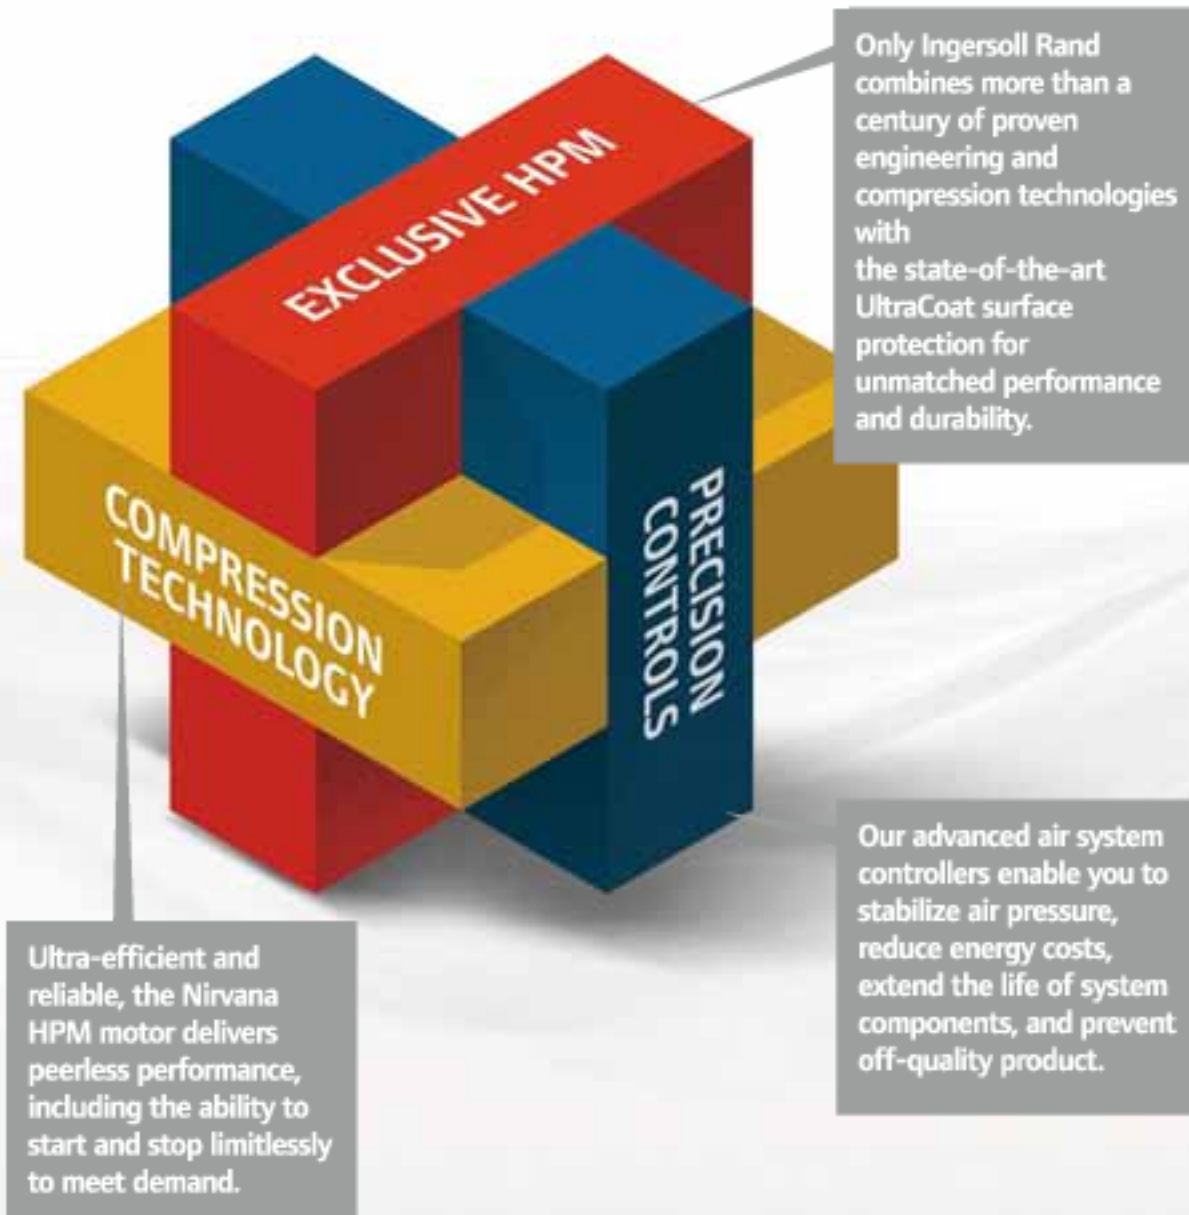 Only Ingersoll Rand
combines more than a
century of proven
engineering and
compression technologies
with
the state-of-the-art
UltraCoat surface
protection for
unmatched performance
and durability.
EXCLUSIVE HPM
COMPRESSION
TECHNOLOGY
PRECISION
CONTROLS
Our advanced air system
controllers enable you to
stabilize air pressure,
reduce energy costs,
extend the life of system
components, and prevent
off-quality product.
Ultra-efficient and
reliable, the Nirvana
HPM motor delivers
peerless performance,
including the ability to
start and stop limitlessly
to meet demand.